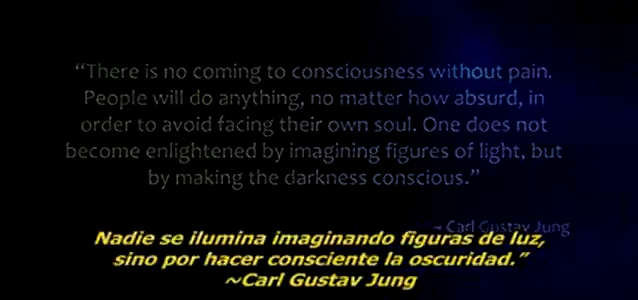 “There is no coming to consciousness without pain.
People will do anything, no matter how absurd, in
order to avoid facing their own soul. One does not
become enlightened by imagining figures of light, but
by making the darkness conscious.”
~ Carl Gustav Jung
Nadie se ilumina imaginando figuras de luz,
sino por hacer consciente la oscuridad.”
~Carl Gustav Jung